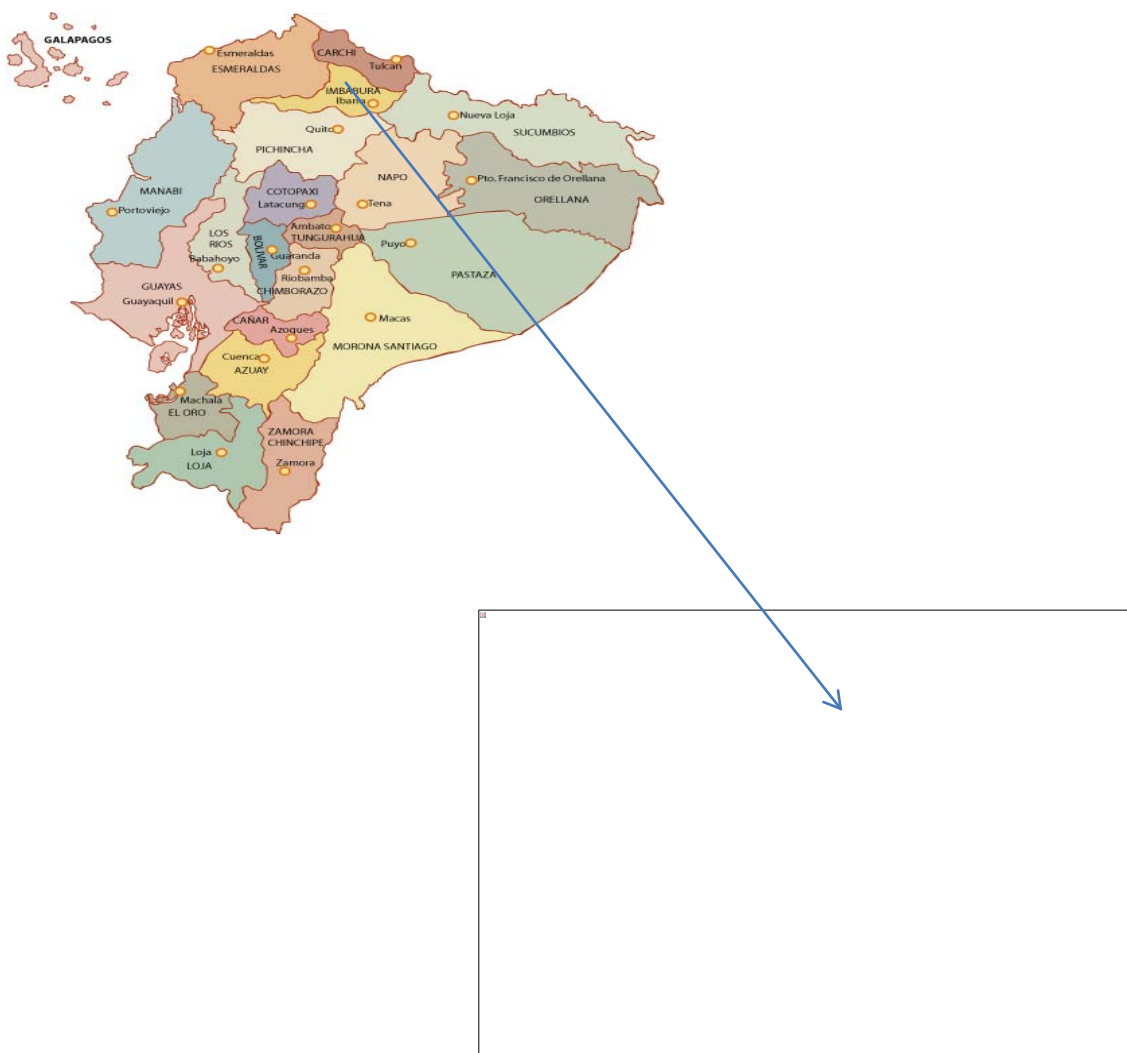 GALAPAGOS
Esmeraldas
ESMERALDAS
CARCHI
Tulcan
IMBABURA
Ibarra
Nueva Loja
SUCUMBIOS
Quito
PICHINCHA
MANABI
Portoviejo
COTOPAXI
Latacung
NAPO
Tena
Pto. Francisco de Orellana
ORELLANA
LOS
RIOS
Babahoyo
BOLIVAR
Guaranda
Ambato
TUNGURAHUA
Puyo
PASTAZA
Riobamba
CHIMBORAZO
GUAYAS
Guayaquil
CAÑAR
Azogues
Macas
MORONA SANTIAGO
Cuenca
AZUAY
Machala
EL ORO
ZAMORA
CHINCHIPE
Loja
LOJA
Zamora